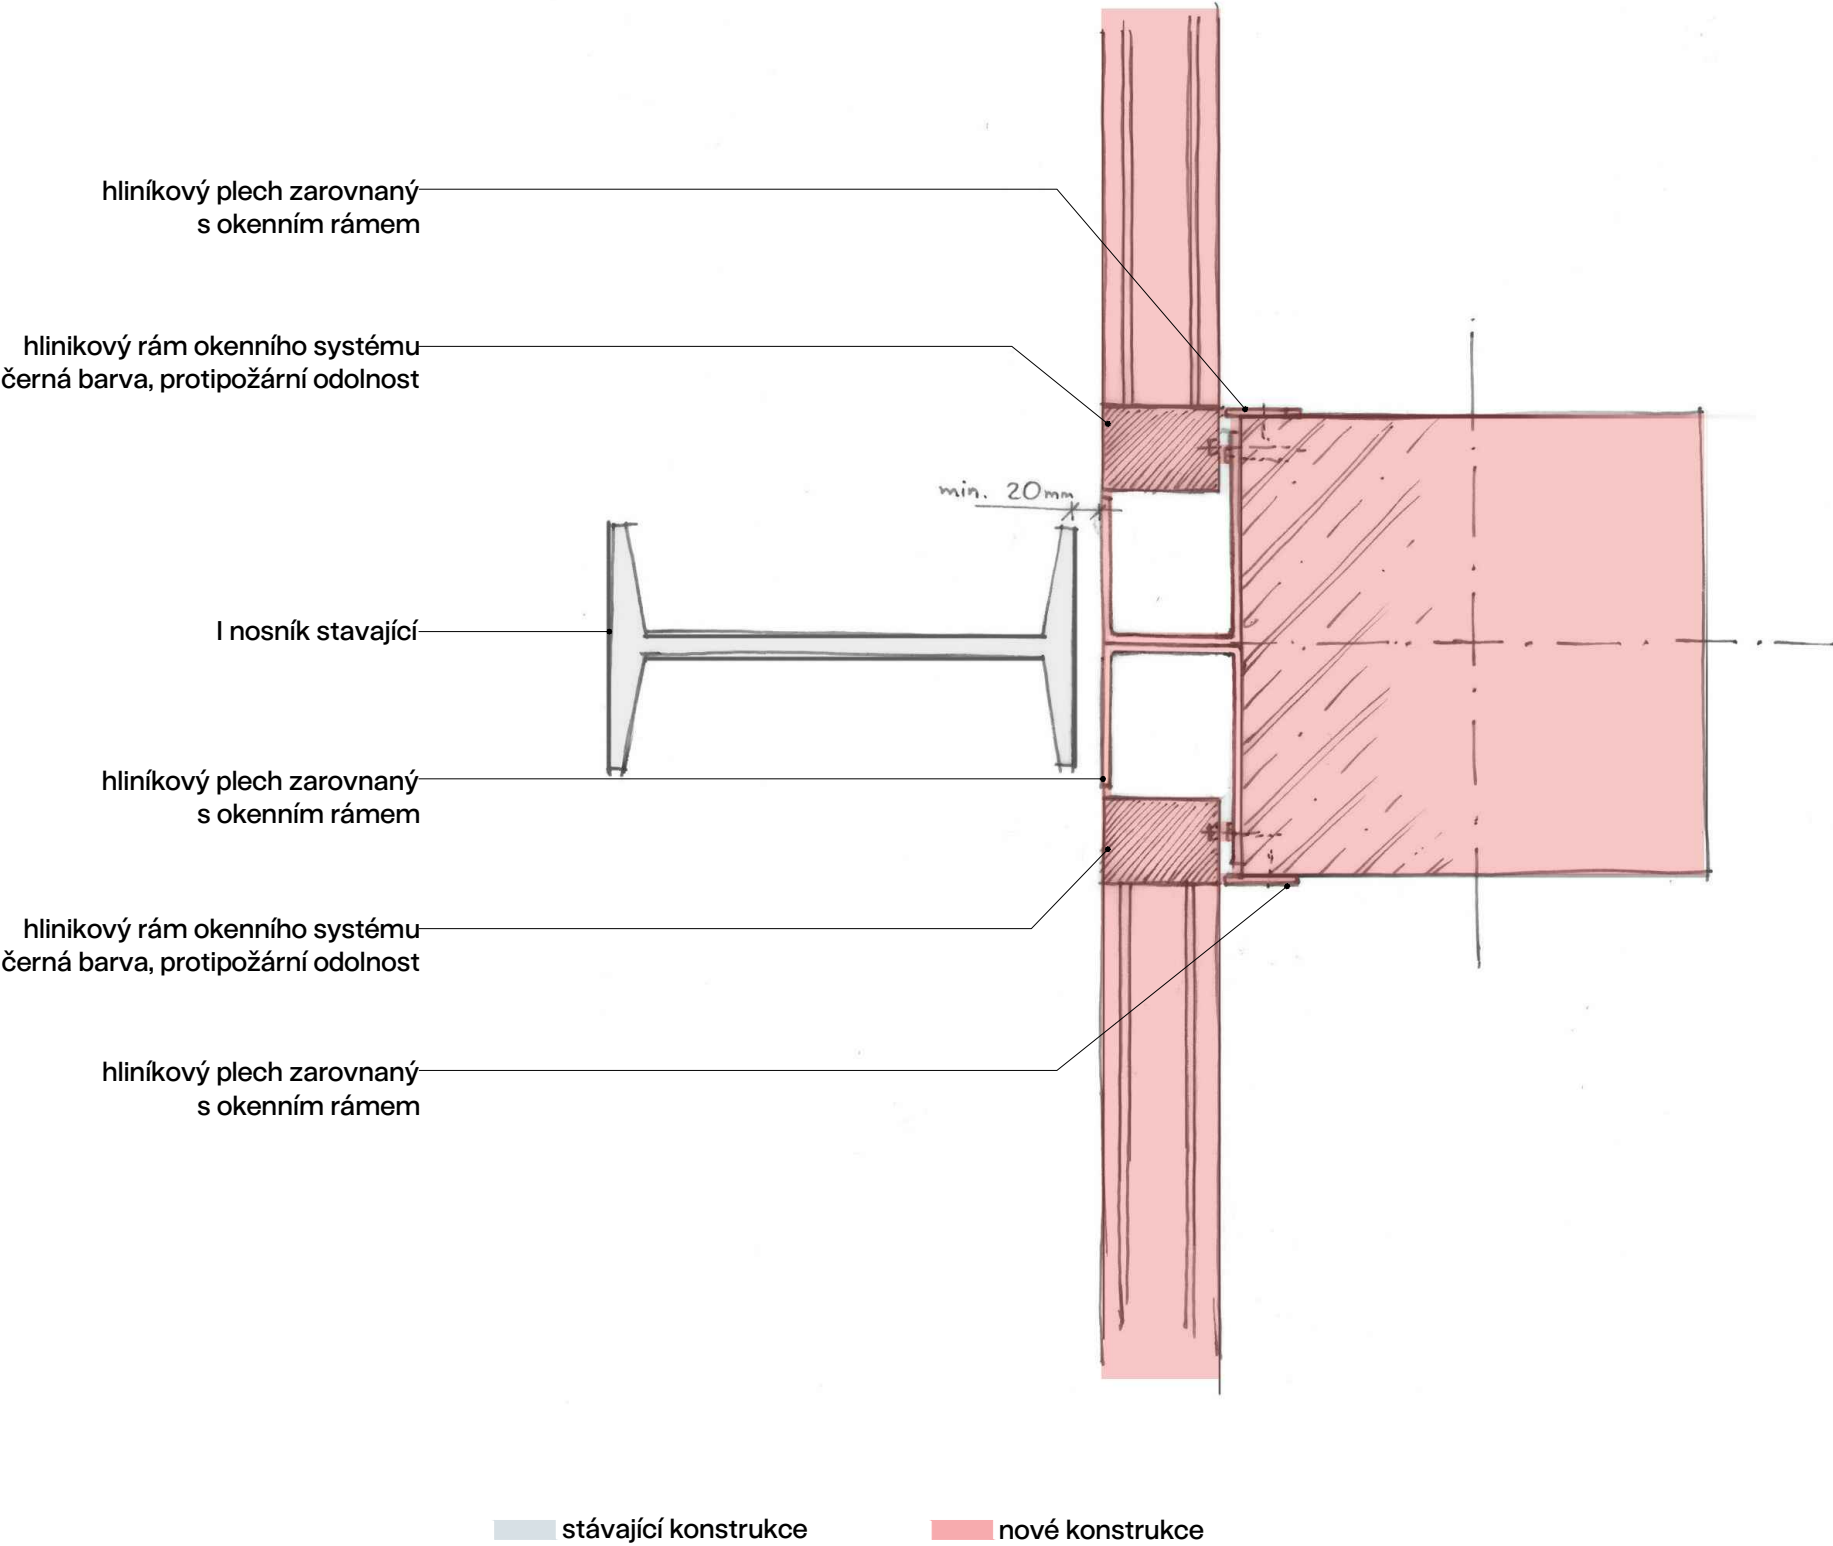 hliníkový plech zarovnaný
s okenním rámem
hlinikový rám okenního systému
černá barva, protipožární odolnost
min. 20mm
I nosník stavající
hliníkový plech zarovnaný
s okenním rámem
hlinikový rám okenního systému
černá barva, protipožární odolnost
hliníkový plech zarovnaný
s okenním rámem
stávající konstrukce
nové konstrukce